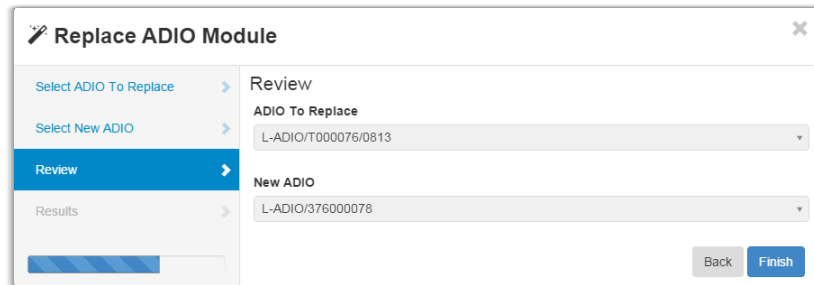 Replace ADIO Module
Select ADIO To Replace
Select New ADIO
Review
Results
Review
ADIO To Replace
L-ADIO/T000076/0813
New ADIO
L-ADIO/376000078
Back
Finish